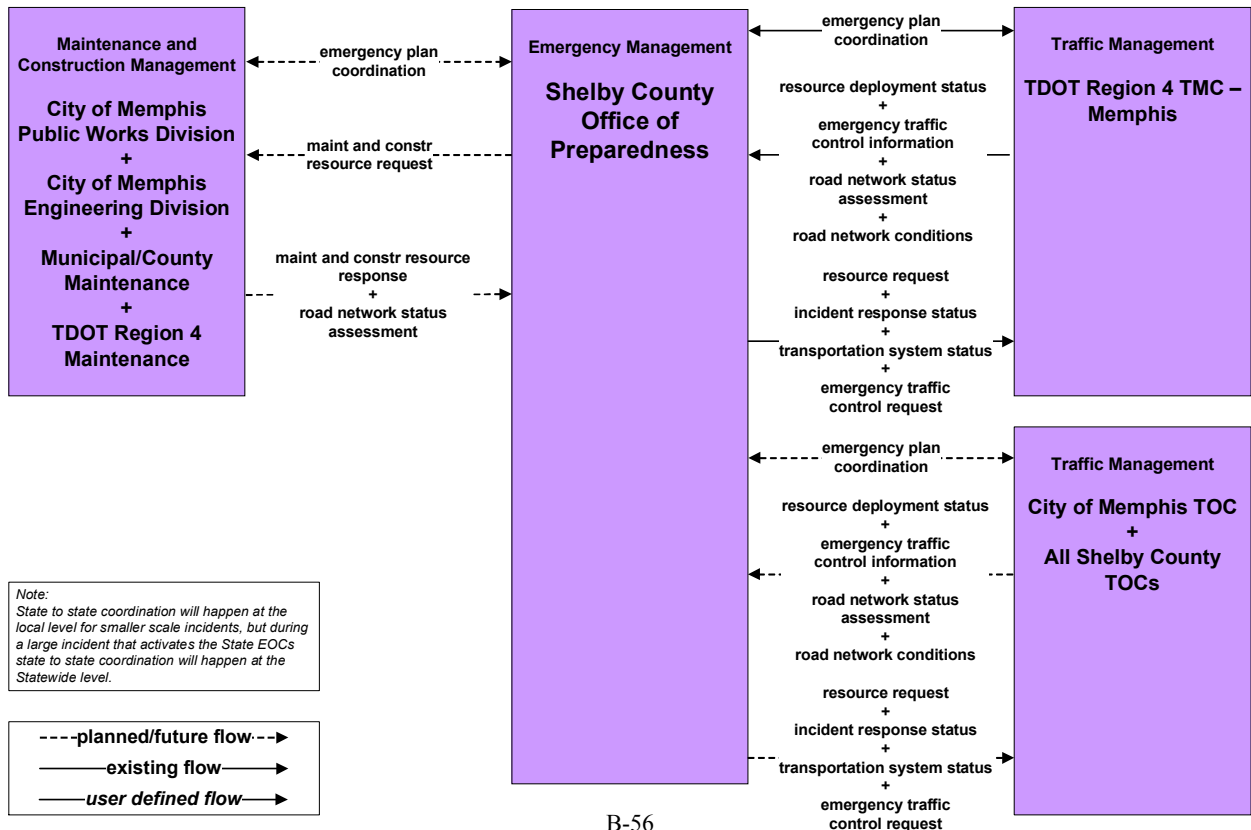 Maintenance and
Construction Management
City of Memphis
Public Works Division
+
City of Memphis
Engineering Division
+
Municipal/County
Maintenance
+
TDOT Region 4
Maintenance
emergency plan
coordination
maint and constr
resource request
maint and constr resource
response
+
road network status
assessment
Emergency Management
Shelby County
Office of
Preparedness
emergency plan
coordination
resource deployment status
+
emergency traffic
control information
+
road network status
assessment
+
road network conditions
resource request
+
incident response status
+
transportation system status
+
emergency traffic
control request
Traffic Management
TDOT Region 4 TMC –
Memphis
emergency plan
coordination
resource deployment status
+
emergency traffic
control information
+
road network status
assessment
+
road network conditions
resource request
+
incident response status
+
transportation system status
+
emergency traffic
control request
Traffic Management
City of Memphis TOC
+
All Shelby County
TOCs
Note:
State to state coordination will happen at the
local level for smaller scale incidents, but during
a large incident that activates the State EOCs
state to state coordination will happen at the
Statewide level.
planned/future flow
existing flow
user defined flow
B-56